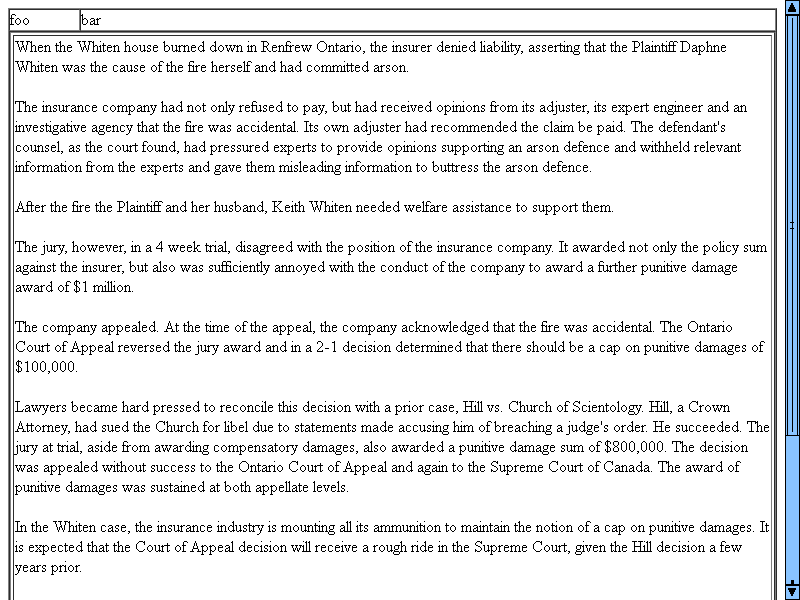 foo bar
When the Whiten house burned down in Renfrew Ontario, the insurer denied liability, asserting that the Plaintiff Daphne
Whiten was the cause of the fire herself and had committed arson.
The insurance company had not only refused to pay, but had received opinions from its adjuster, its expert engineer and an
investigative agency that the fire was accidental. Its own adjuster had recommended the claim be paid. The defendant's
counsel, as the court found, had pressured experts to provide opinions supporting an arson defence and withheld relevant
information from the experts and gave them misleading information to buttress the arson defence.
After the fire the Plaintiff and her husband, Keith Whiten needed welfare assistance to support them.
The jury, however, in a 4 week trial, disagreed with the position of the insurance company. It awarded not only the policy sum
against the insurer, but also was sufficiently annoyed with the conduct of the company to award a further punitive damage
award of $1 million.
The company appealed. At the time of the appeal, the company acknowledged that the fire was accidental. The Ontario
Court of Appeal reversed the jury award and in a 2-1 decision determined that there should be a cap on punitive damages of
$100,000.
Lawyers became hard pressed to reconcile this decision with a prior case, Hill vs. Church of Scientology. Hill, a Crown
Attorney, had sued the Church for libel due to statements made accusing him of breaching a judge's order. He succeeded. The
jury at trial, aside from awarding compensatory damages, also awarded a punitive damage sum of $800,000. The decision
was appealed without success to the Ontario Court of Appeal and again to the Supreme Court of Canada. The award of
punitive damages was sustained at both appellate levels.
In the Whiten case, the insurance industry is mounting all its ammunition to maintain the notion of a cap on punitive damages. It
is expected that the Court of Appeal decision will receive a rough ride in the Supreme Court, given the Hill decision a few
years prior.